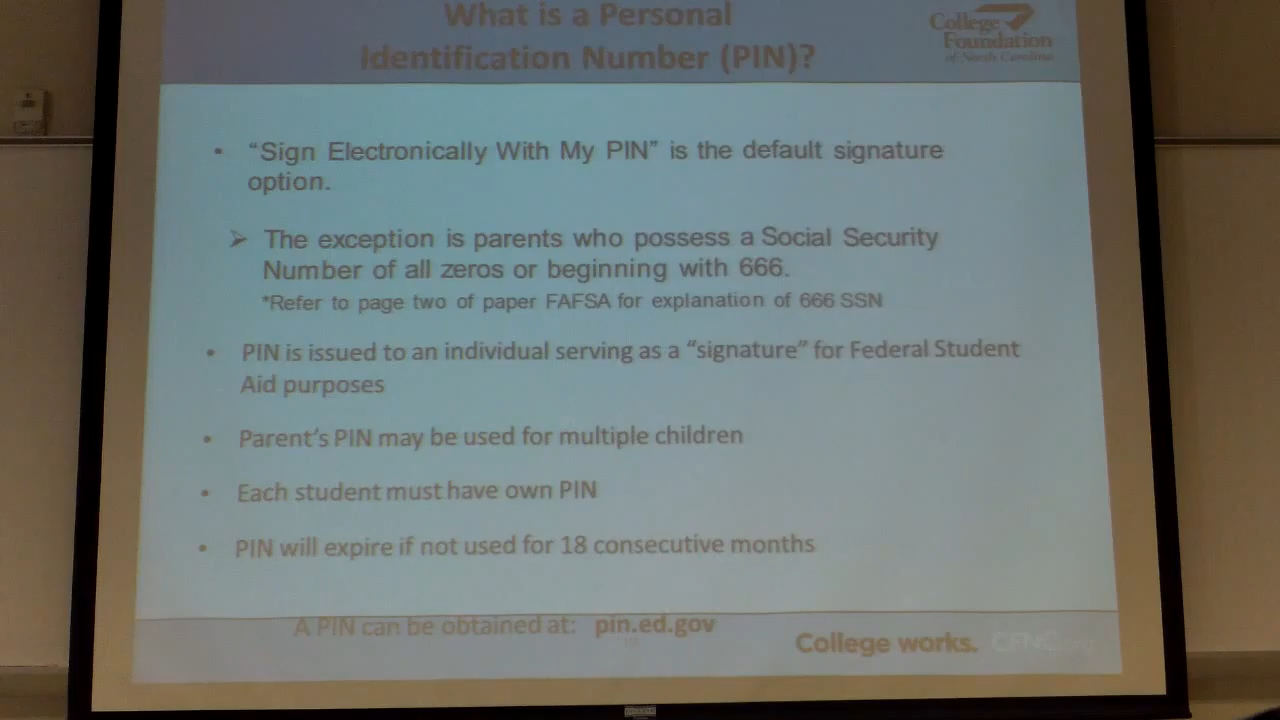 What is a Personal
Identification Number (PIN)?
College
Foundation
of North Carolina
• “Sign Electronically With My PIN” is the default signature
option.
➢ The exception is parents who possess a Social Security
Number of all zeros or beginning with 666.
*Refer to page two of paper FAFSA for explanation of 666 SSN
• PIN is issued to an individual serving as a “signature” for Federal Student
Aid purposes
• Parent’s PIN may be used for multiple children
• Each student must have own PIN
• PIN will expire if not used for 18 consecutive months
A PIN can be obtained at: pin.ed.gov
College works. CFNC